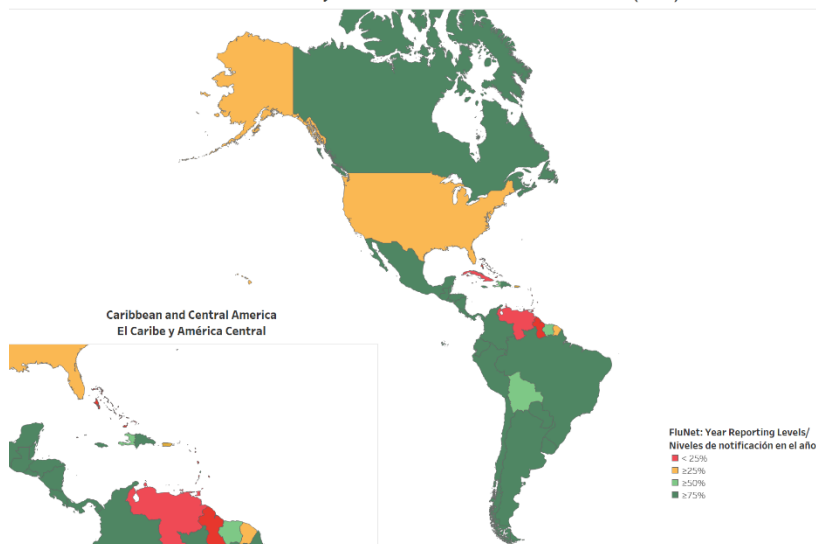 Caribbean and Central America
El Caribe y América Central
FluNet: Year Reporting Levels/
Niveles de notificación en el año
< 25%
≥25%
≥50%
≥75%